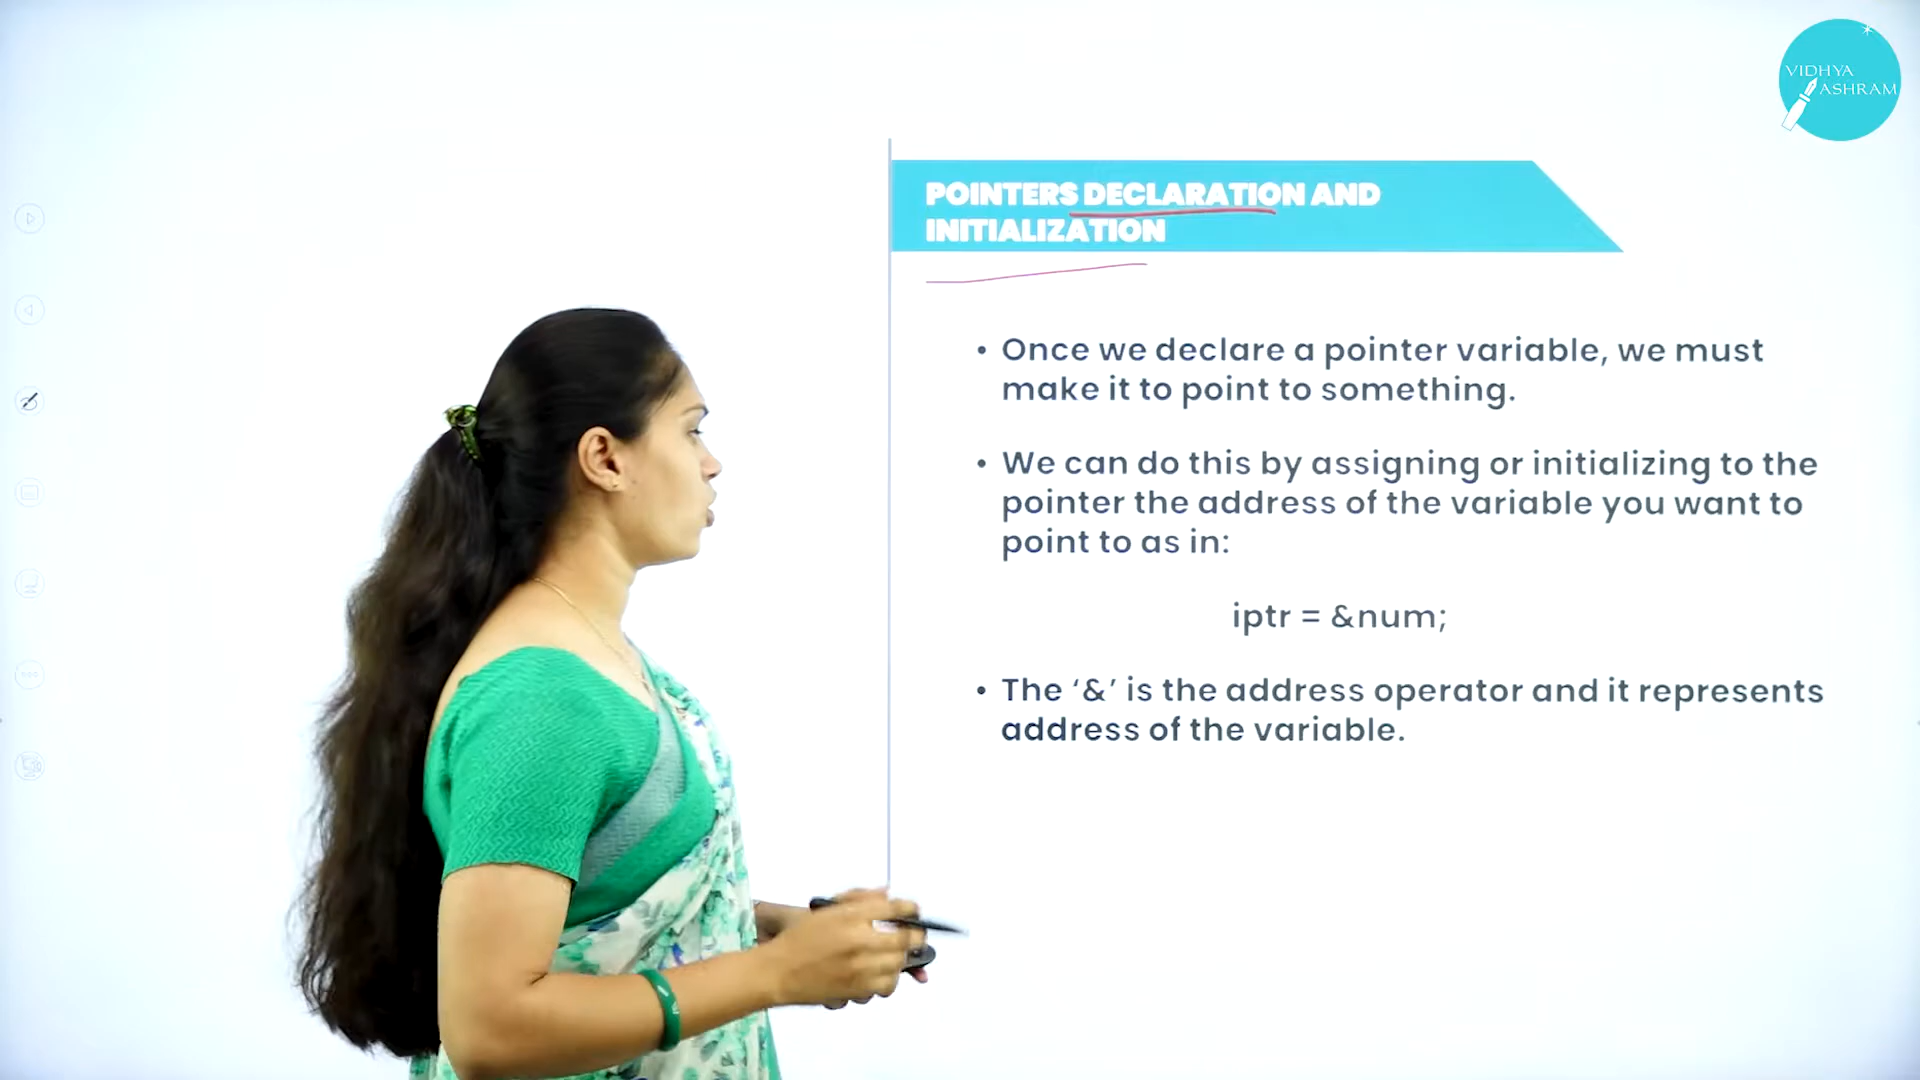 VIDHYA
ASHRAM
POINTERS DECLARATION AND
INITIALIZATION
• Once we declare a pointer variable, we must
make it to point to something.
• We can do this by assigning or initializing to the
pointer the address of the variable you want to
point to as in:
iptr = &num;
• The ‘&’ is the address operator and it represents
address of the variable.